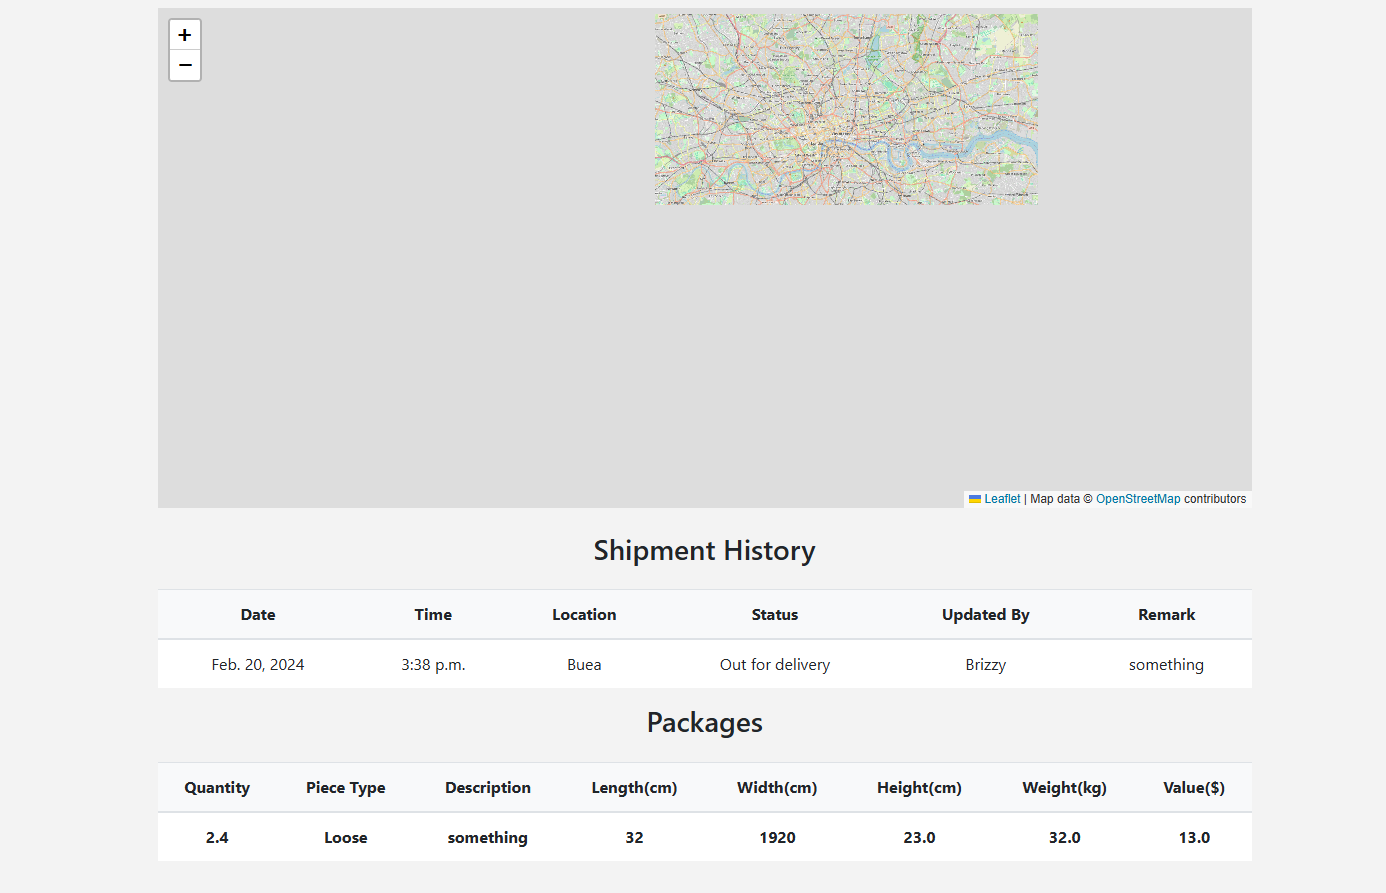 +
−
Leaflet | Map data © OpenStreetMap contributors
Shipment History
Date Time Location Status Updated By Remark
Feb. 20, 2024 3:38 p.m. Buea Out for delivery Brizzy something
Packages
Quantity Piece Type Description Length(cm) Width(cm) Height(cm) Weight(kg) Value($)
2.4 Loose something 32 1920 23.0 32.0 13.0